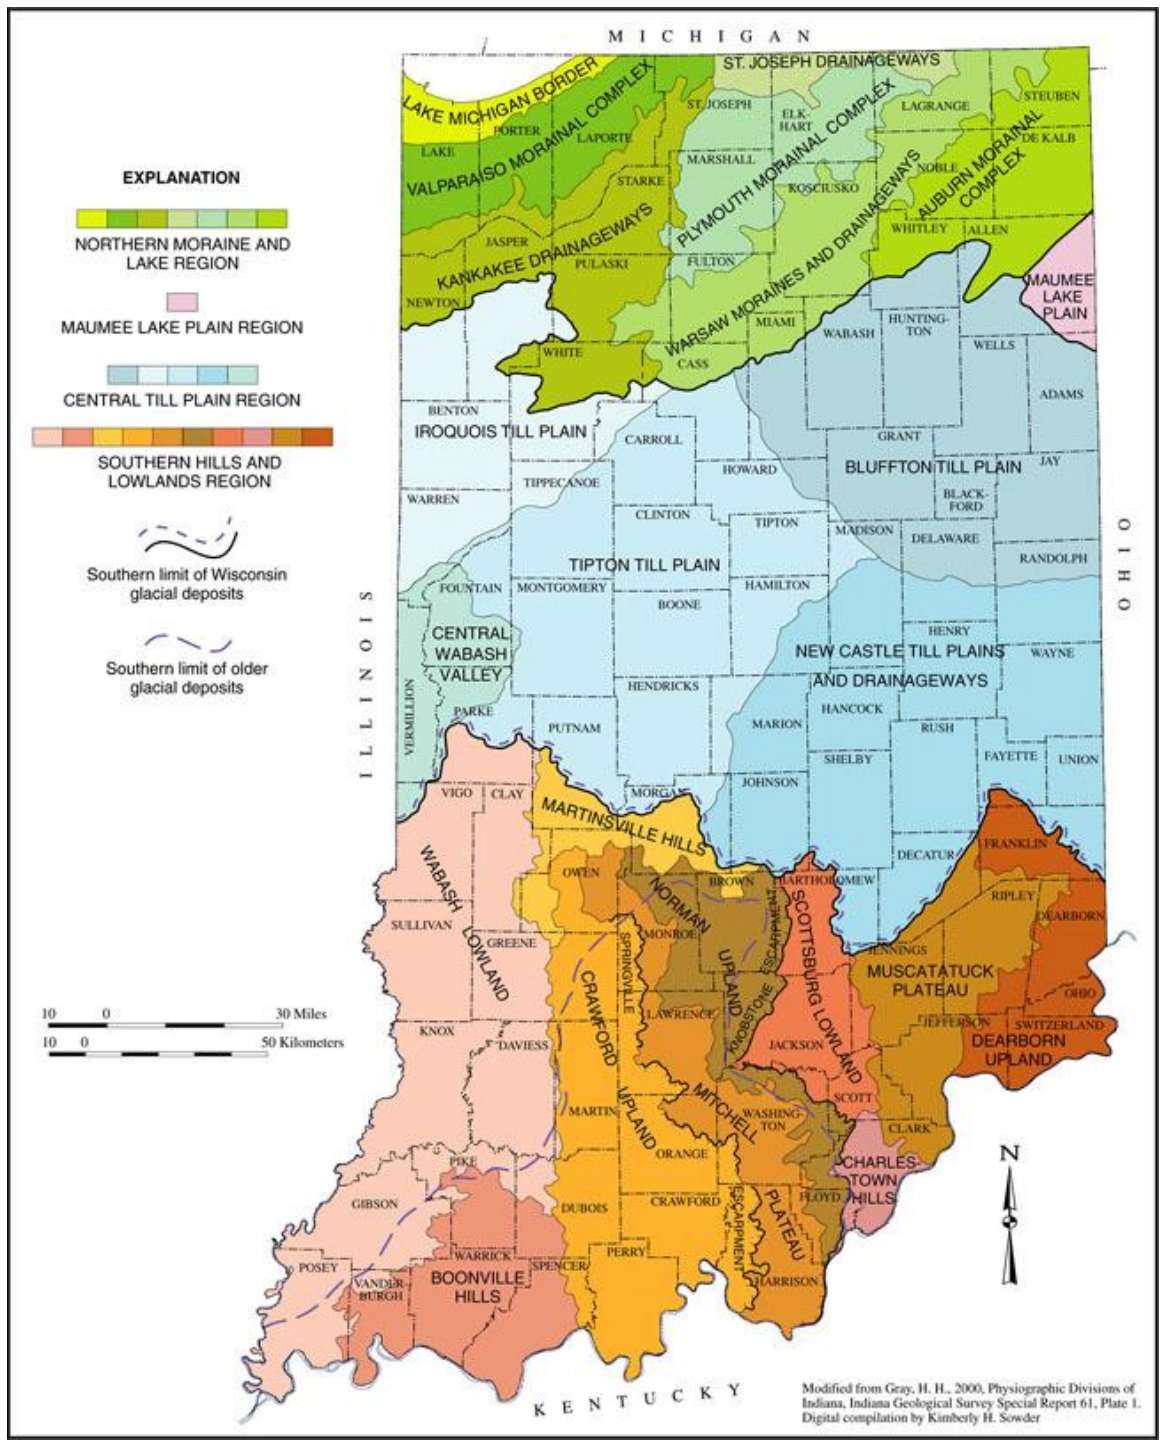 MICHIGAN
ST. JOSEPH DRAINAGEWAYS
LAKE MICHIGAN BORDER
VALPARAISO MORAINAL COMPLEX
ST. JOSEPH
ELK-
HART
LAGRANGE
STEUBEN
PORTER
LAPORTE
LAKE
DE KALB
MARSHALL
PLYMOUTH MORAINAL COMPLEX
NOBLE
AUBURN MORAINAL
COMPLEX
STARKE
KOSCIUSKO
WHITLEY
ALLEN
JASPER
KANKAKEE DRAINAGEWAYS
PULASKI
FULTON
WARSAW MORAINES AND DRAINAGEWAYS
NEWTON
MAUMEE
LAKE
PLAIN
MIAMI
WABASH
HUNTING-
TON
WELLS
WHITE
CASS
ADAMS
BENTON
IROQUOIS TILL PLAIN
CARROLL
GRANT
BLUFFTON TILL PLAIN
JAY
HOWARD
TIPPECANOE
WARREN
BLACK-
FORD
CLINTON
TIPTON
MADISON
DELAWARE
RANDOLPH
TIPTON TILL PLAIN
FOUNTAIN
MONTGOMERY
HAMILTON
BOONE
HENRY
CENTRAL
WABASH
VALLEY
NEW CASTLE TILL PLAINS
AND DRAINAGEWAYS
WAYNE
HENDRICKS
VERMILLION
PARKE
PUTNAM
MARION
HANCOCK
RUSH
SHELBY
FAYETTE
UNION
VIGO
CLAY
MORGAN
JOHNSON
MARTINSVILLE HILLS
DECATUR
FRANKLIN
WABASH LOWLAND
OWEN
NORMAN UPLAND
BROWN
BARTHOLOMEW
RIPLEY
DEARBORN
SULLIVAN
GREENE
MONROE
SPRINGVILLE
ESCARPMENT
KNOBSTONE ESCARPMENT
SCOTTSBURG LOWLAND
JENNINGS
MUSCATATUCK
PLATEAU
CRAWFORD UPLAND
OHIO
LAWRENCE
JEFFERSON
SWITZERLAND
KNOX
DAVIESS
JACKSON
DEARBORN
UPLAND
SCOTT
MARTIN
MITCHELL PLATEAU
WASHING-
TON
CLARK
ORANGE
PIKE
CHARLES-
TOWN
HILLS
GIBSON
DUBOIS
CRAWFORD
FLOYD
PERRY
POSEY
WARRICK
SPENCER
VANDER-
BURGH
BOONVILLE
HILLS
HARRISON
ILLINOIS
OHIO
KENTUCKY
EXPLANATION
NORTHERN MORAINE AND
LAKE REGION
MAUMEE LAKE PLAIN REGION
CENTRAL TILL PLAIN REGION
SOUTHERN HILLS AND
LOWLANDS REGION
Southern limit of Wisconsin
glacial deposits
Southern limit of older
glacial deposits
10 0 30 Miles
10 0 50 Kilometers
N
Modified from Gray, H. H., 2000, Physiographic Divisions of
Indiana, Indiana Geological Survey Special Report 61, Plate 1.
Digital compilation by Kimberly H. Sowder